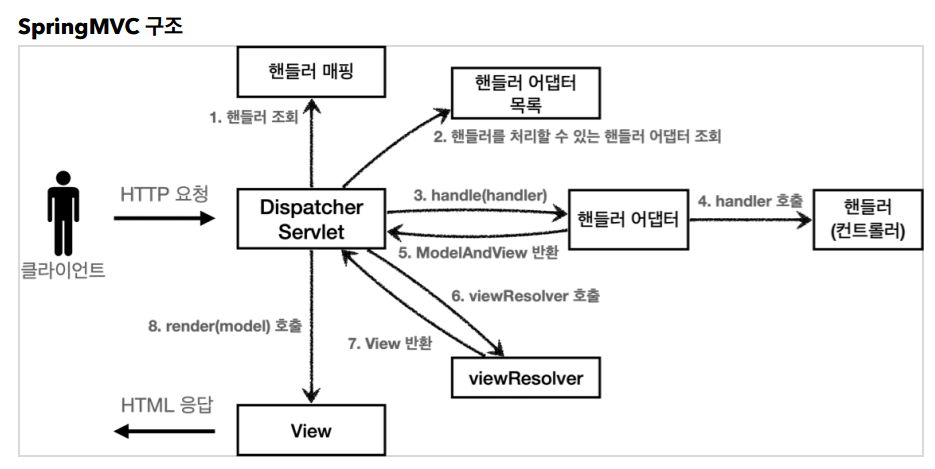 SpringMVC 구조
핸들러 매핑
핸들러 어댑터
목록
1. 핸들러 조회
2. 핸들러를 처리할 수 있는 핸들러 어댑터 조회
HTTP 요청
Dispatcher
Servlet
3. handle(handler)
핸들러 어댑터
4. handler 호출
핸들러
(컨트롤러)
클라이언트
5. ModelAndView 반환
6. viewResolver 호출
8. render(model) 호출
7. View 반환
viewResolver
HTML 응답
View